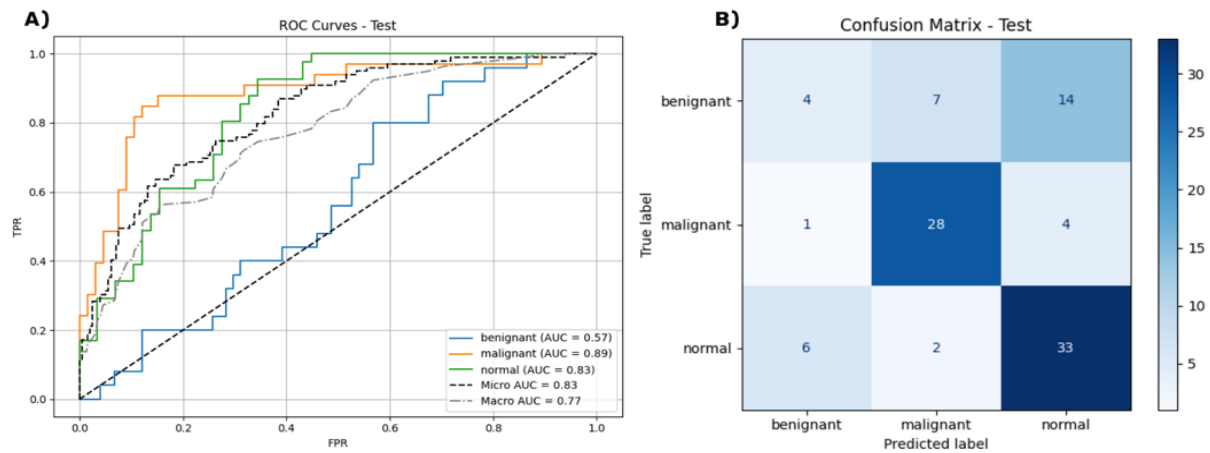 A)
ROC Curves - Test
1.0
0.8
0.6
0.4
0.2
0.0
TPR
0.0 0.2 0.4 0.6 0.8 1.0
FPR
benignant (AUC = 0.57)
malignant (AUC = 0.89)
normal (AUC = 0.83)
Micro AUC = 0.83
Macro AUC = 0.77
B)
Confusion Matrix - Test
True label
benignant 4 7 14
malignant 1 28 4
normal 6 2 33
benignant malignant normal
Predicted label
30
25
20
15
10
5